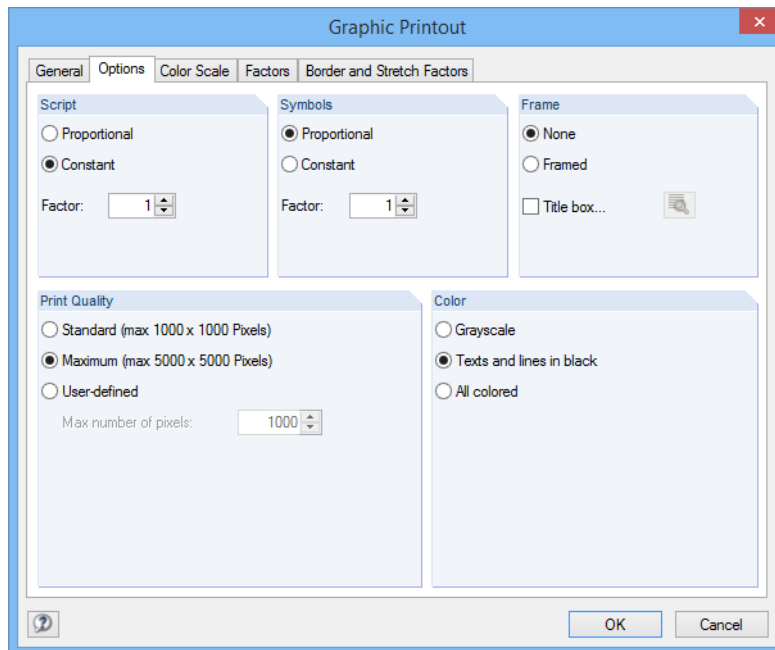 Graphic Printout
General Options Color Scale Factors Border and Stretch Factors
Script
Proportional
Constant
Factor: 1
Symbols
Proportional
Constant
Factor: 1
Frame
None
Framed
Title box...
Print Quality
Standard (max 1000 x 1000 Pixels)
Maximum (max 5000 x 5000 Pixels)
User-defined
Max number of pixels: 1000
Color
Grayscale
Texts and lines in black
All colored
OK Cancel